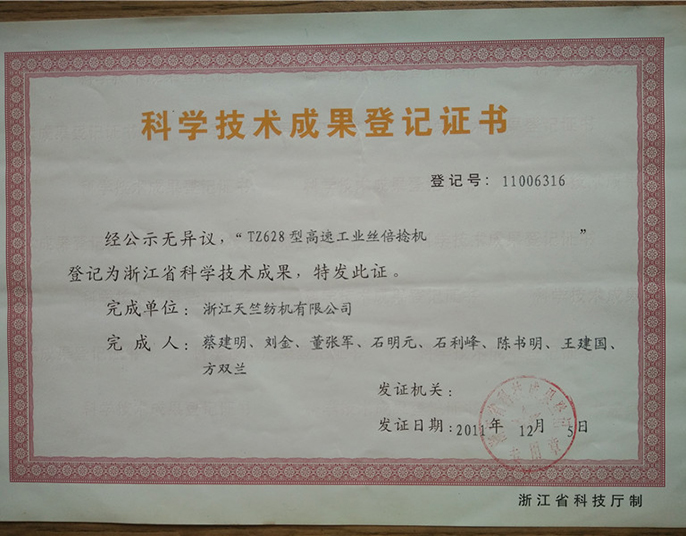 科学技术成果登记证书
登记号：11006316
经公示无异议，“TZ628型高速工业丝倍捻机”
登记为浙江省科学技术成果，特发此证。
完成单位：浙江天竺纺机有限公司
完成人：蔡建明、刘金、董张军、石明元、石利峰、陈书明、王建国、
方双兰
发证机关：
发证日期：2011年12月5日
浙江省科技厅制